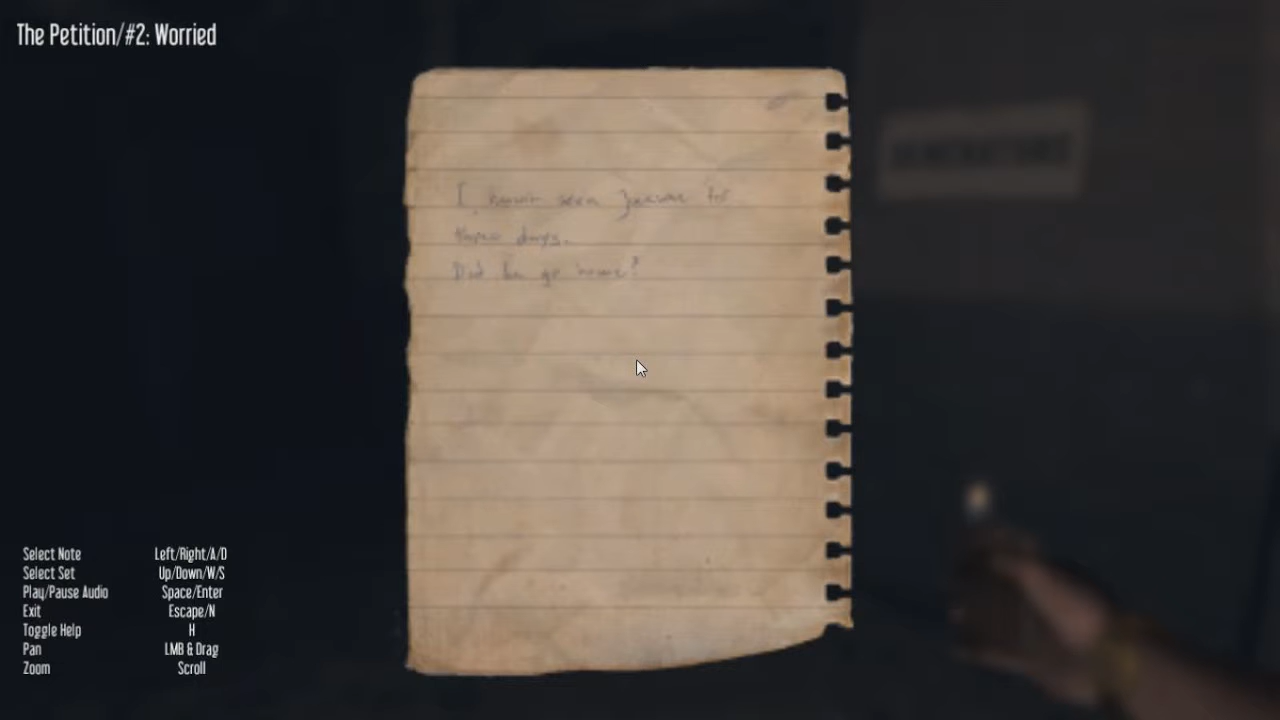 The Petition/#2: Worried
I haven't seen for
three days.
Did he go home?
Select Note Left/Right/A/D
Select Set Up/Down/W/S
Play/Pause Audio Space/Enter
Exit Escape/N
Toggle Help H
Pan LMB & Drag
Zoom Scroll